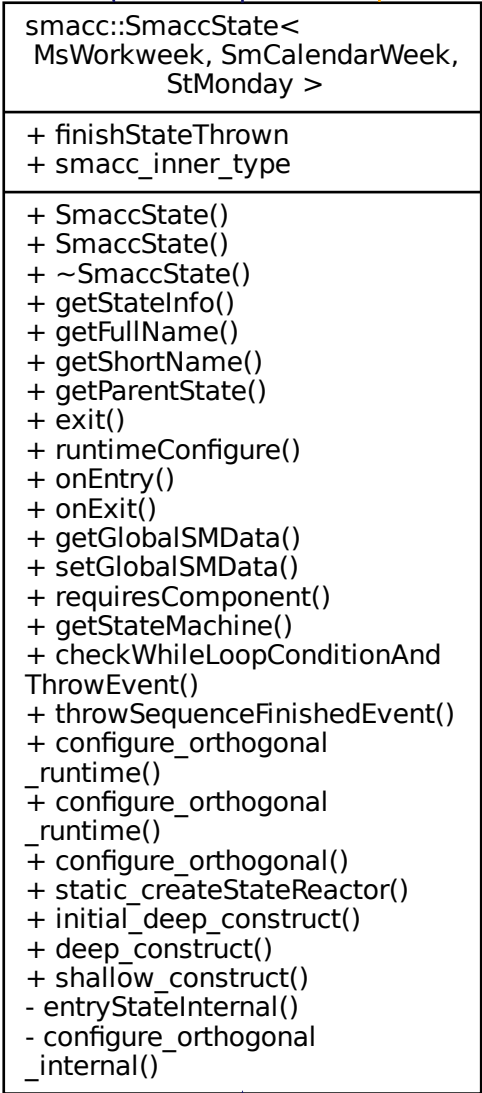 smacc::SmaccState<
MsWorkweek, SmCalendarWeek,
StMonday >
+ finishStateThrown
+ smacc_inner_type
+ SmaccState()
+ SmaccState()
+ ~SmaccState()
+ getStateInfo()
+ getFullName()
+ getShortName()
+ getParentState()
+ exit()
+ runtimeConfigure()
+ onEntry()
+ onExit()
+ getGlobalSMData()
+ setGlobalSMData()
+ requiresComponent()
+ getStateMachine()
+ checkWhileLoopConditionAnd
ThrowEvent()
+ throwSequenceFinishedEvent()
+ configure_orthogonal
_runtime()
+ configure_orthogonal
_runtime()
+ configure_orthogonal()
+ static_createStateReactor()
+ initial_deep_construct()
+ deep_construct()
+ shallow_construct()
- entryStateInternal()
- configure_orthogonal
_internal()